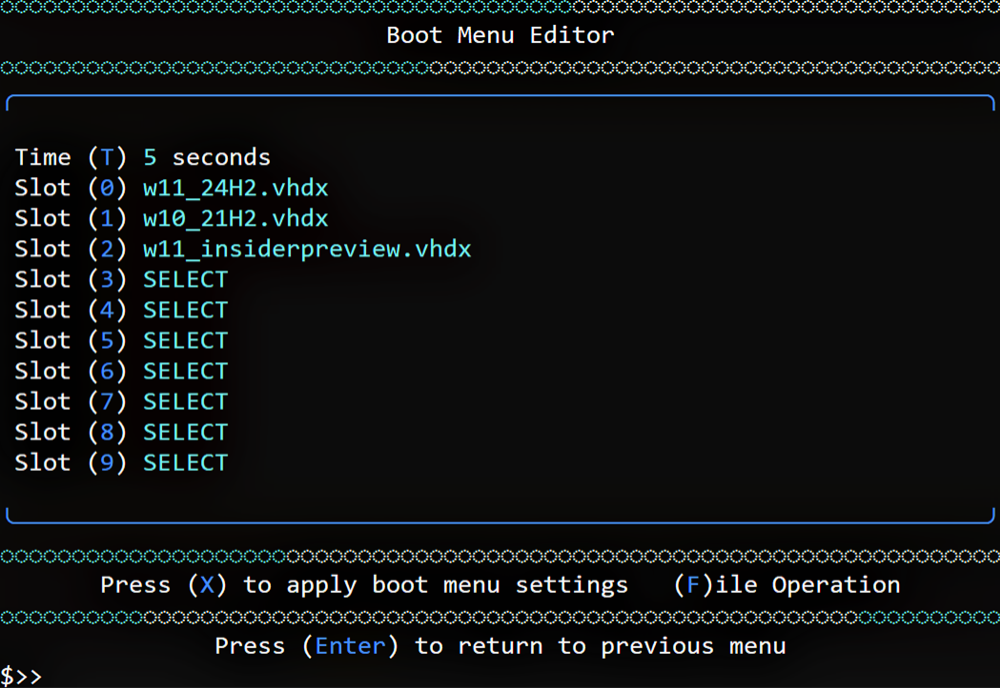 Boot Menu Editor
Time (T) 5 seconds
Slot (0) w11_24H2.vhdx
Slot (1) w10_21H2.vhdx
Slot (2) w11_insiderpreview.vhdx
Slot (3) SELECT
Slot (4) SELECT
Slot (5) SELECT
Slot (6) SELECT
Slot (7) SELECT
Slot (8) SELECT
Slot (9) SELECT
Press (X) to apply boot menu settings   (F)ile Operation
Press (Enter) to return to previous menu
$>>